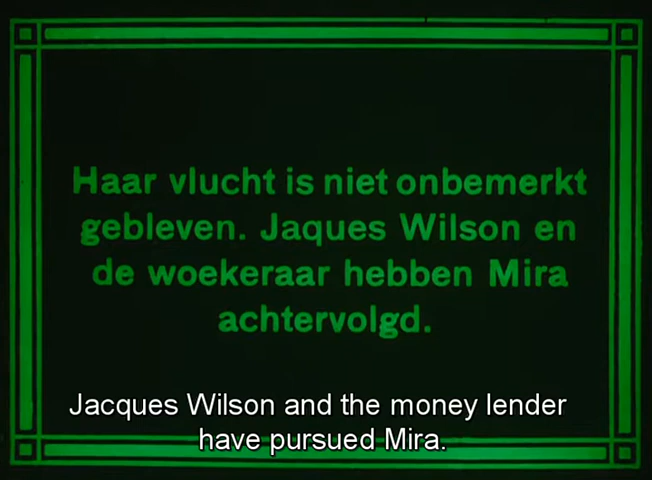 Haar vlucht is niet onbemerkt
gebleven. Jaques Wilson en
de woekeraar hebben Mira
achtervolgd.
Jacques Wilson and the money lender
have pursued Mira.